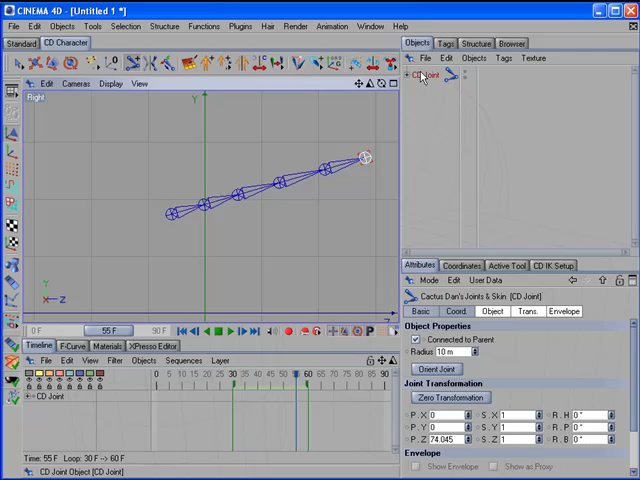 CINEMA 4D - [Untitled 1 *]
File Edit Objects Tools Selection Structure Functions Plugins Hair Render CD Character Animation Window Help
Standard CD Character
Objects Tags Structure Browser
Edit Cameras Display View
File Edit Objects Tags Texture
Right
Y
CD Joint
Y
Z
Attributes Coordinates Active Tool CD IK Setup
Mode Edit User Data
Cactus Dan's Joints & Skin [CD Joint]
Basic Coord. Object Trans. Envelope
Object Properties
Connected to Parent
Radius 10 m
Orient Joint
Joint Transformation
Zero Transformation
P . X 0 S . X 1 R . H 0 °
P . Y 0 S . Y 1 R . P 0 °
P . Z 74.045 S . Z 1 R . B 0 °
Envelope
Show Envelope Show as Proxy
0 F 55 F 90 F
Timeline F-Curve Materials XPresso Editor
File Edit Objects Sequences Layer
0 5 10 15 20 25 30 35 40 45 50 55 60 65 70 75 80 85 90
CD Joint
Time: 55 F Loop: 30 F -> 60 F
CD Joint Object [CD Joint]